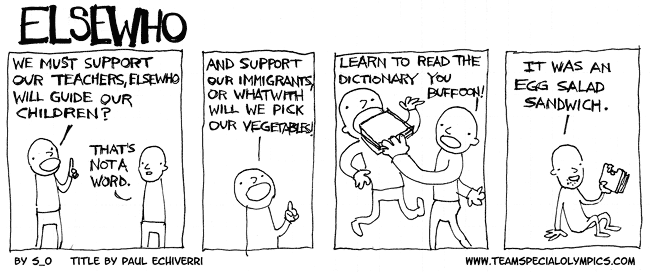 ELSEWHO
WE MUST SUPPORT
OUR TEACHERS, ELSEWHO
WILL GUIDE OUR
CHILDREN?
THAT'S
NOT A
WORD.
AND SUPPORT
OUR IMMIGRANTS,
OR WHATWITH
WILL WE PICK
OUR VEGETABLES!
LEARN TO READ THE
DICTIONARY YOU
BUFFOON!
IT WAS AN
EGG SALAD
SANDWICH.
BY S_O TITLE BY PAUL ECHIVERRI
WWW.TEAMSPECIALOLYMPICS.COM